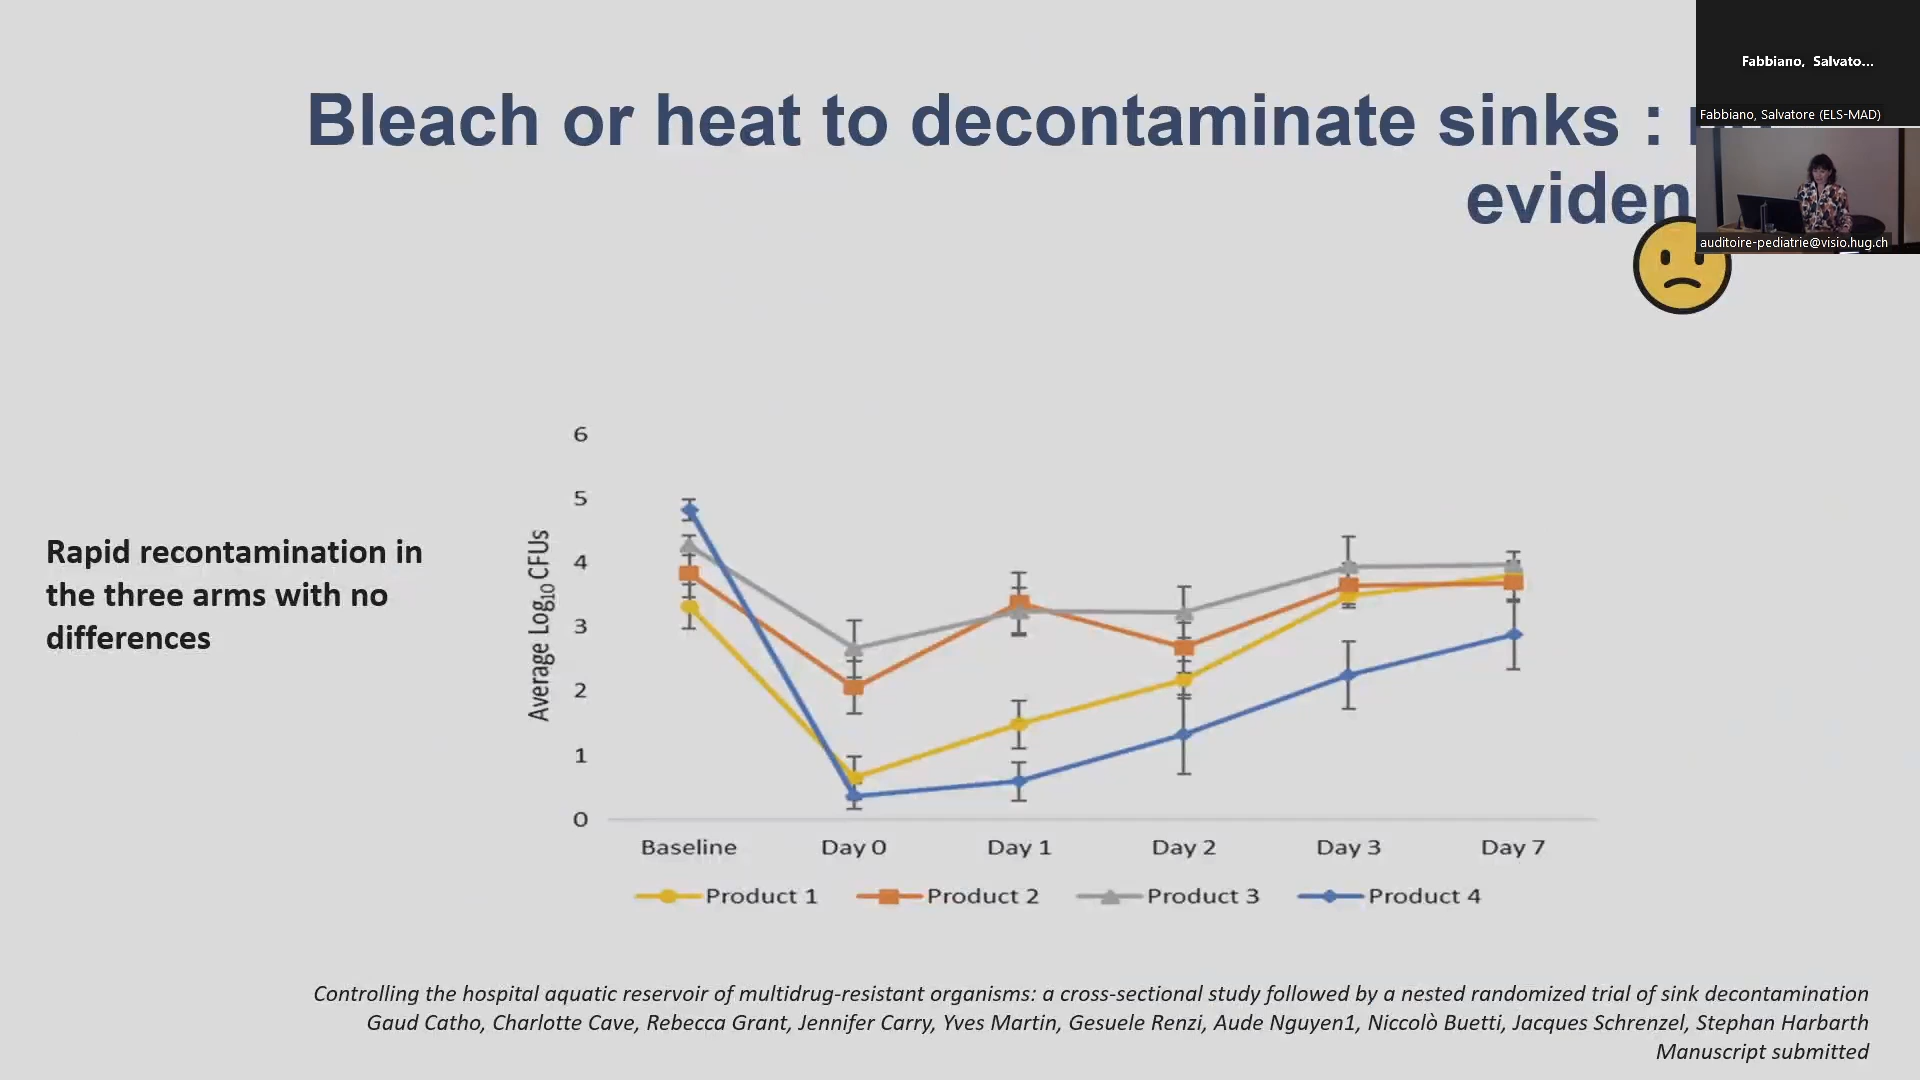 Bleach or heat to decontaminate sinks :
Fabbiano, Salvato...
Fabbiano, Salvatore (ELS-MAD)
auditoire-pediatrie@visio.hug.ch
Rapid recontamination in
the three arms with no
differences
Average Log10 CFUs
6
5
4
3
2
1
0
Baseline Day 0 Day 1 Day 2 Day 3 Day 7
Product 1 Product 2 Product 3 Product 4
Controlling the hospital aquatic reservoir of multidrug-resistant organisms: a cross-sectional study followed by a nested randomized trial of sink decontamination
Gaud Catho, Charlotte Cave, Rebecca Grant, Jennifer Carry, Yves Martin, Gesuele Renzi, Aude Nguyen1, Niccolò Buetti, Jacques Schrenzel, Stephan Harbarth
Manuscript submitted